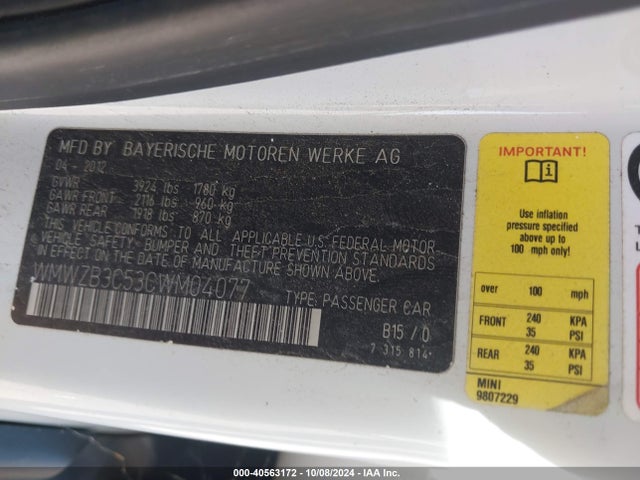 MFD BY BAYERISCHE MOTOREN WERKE AG
04 - 2012
GVWR 3924 lbs 1780 kg
GAWR FRONT 2116 lbs 960 kg
GAWR REAR 1918 lbs 870 kg
THIS VEHICLE CONFORMS TO ALL APPLICABLE U.S. FEDERAL MOTOR
VEHICLE SAFETY, BUMPER AND THEFT PREVENTION STANDARDS
IN EFFECT ON THE DATE OF MANUFACTURE SHOWN ABOVE.
WMWZB3C53CWM04077
TYPE: PASSENGER CAR
B15 / 0
7 315 814
IMPORTANT!
Use inflation
pressure specified
above for up to
100 mph only!
over 100 mph
FRONT 240 KPA
35 PSI
REAR 240 KPA
35 PSI
MINI
9807229
000-40563172 - 10/08/2024 - IAA Inc.